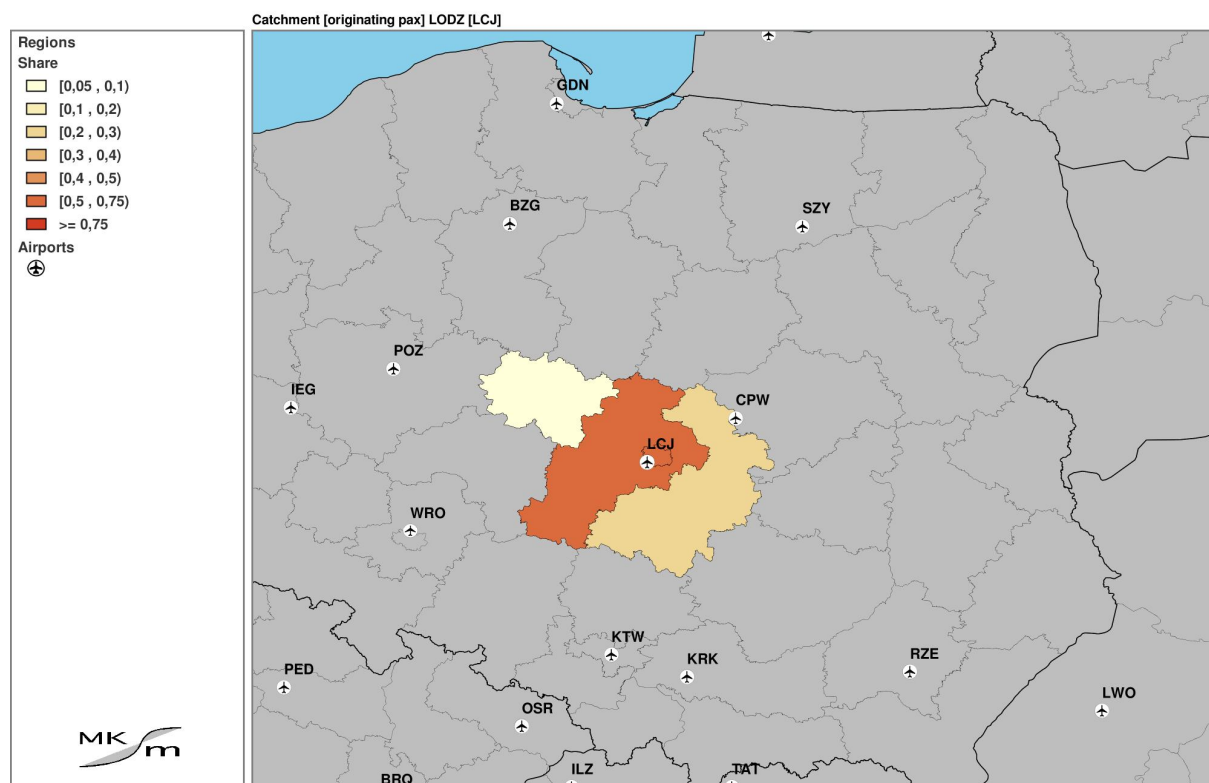 Catchment [originating pax] LODZ [LCJ]
Regions
Share
[0,05 , 0,1)
[0,1 , 0,2)
[0,2 , 0,3)
[0,3 , 0,4)
[0,4 , 0,5)
[0,5 , 0,75)
>= 0,75
Airports
GDN
BZG
SZY
POZ
IEG
CPW
LCJ
WRO
KTW
KRK
RZE
PED
LWO
OSR
ILZ
TAT
BRQ
MK
m